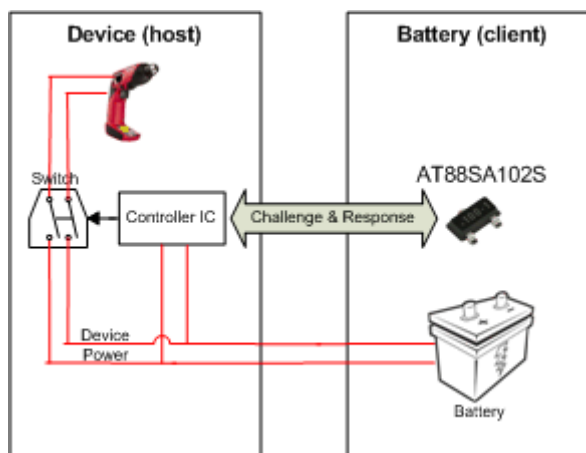 Device (host)
Battery (client)
AT88SA102S
Switch
Controller IC
Challenge & Response
Device
Power
Battery